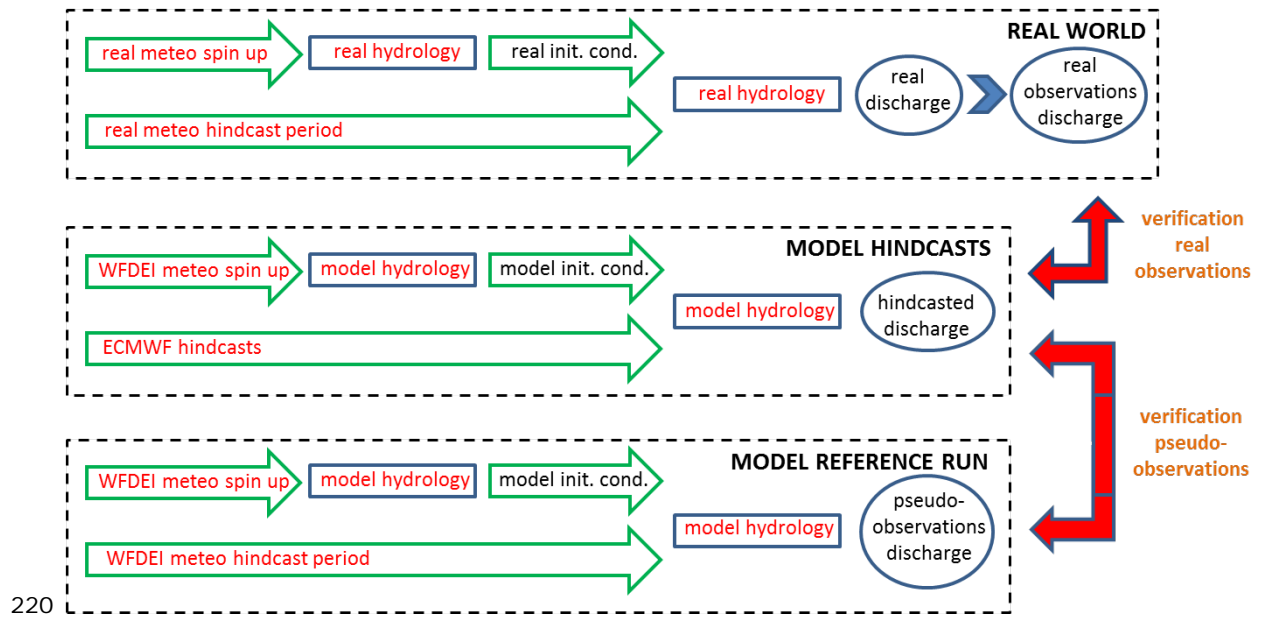 REAL WORLD
real meteo spin up
real hydrology
real init. cond.
real hydrology
real
discharge
real
observations
discharge
real meteo hindcast period
verification
real
observations
MODEL HINDCASTS
WFDEI meteo spin up
model hydrology
model init. cond.
model hydrology
hindcasted
discharge
ECMWF hindcasts
verification
pseudo-
observations
MODEL REFERENCE RUN
WFDEI meteo spin up
model hydrology
model init. cond.
model hydrology
pseudo-
observations
discharge
WFDEI meteo hindcast period
220